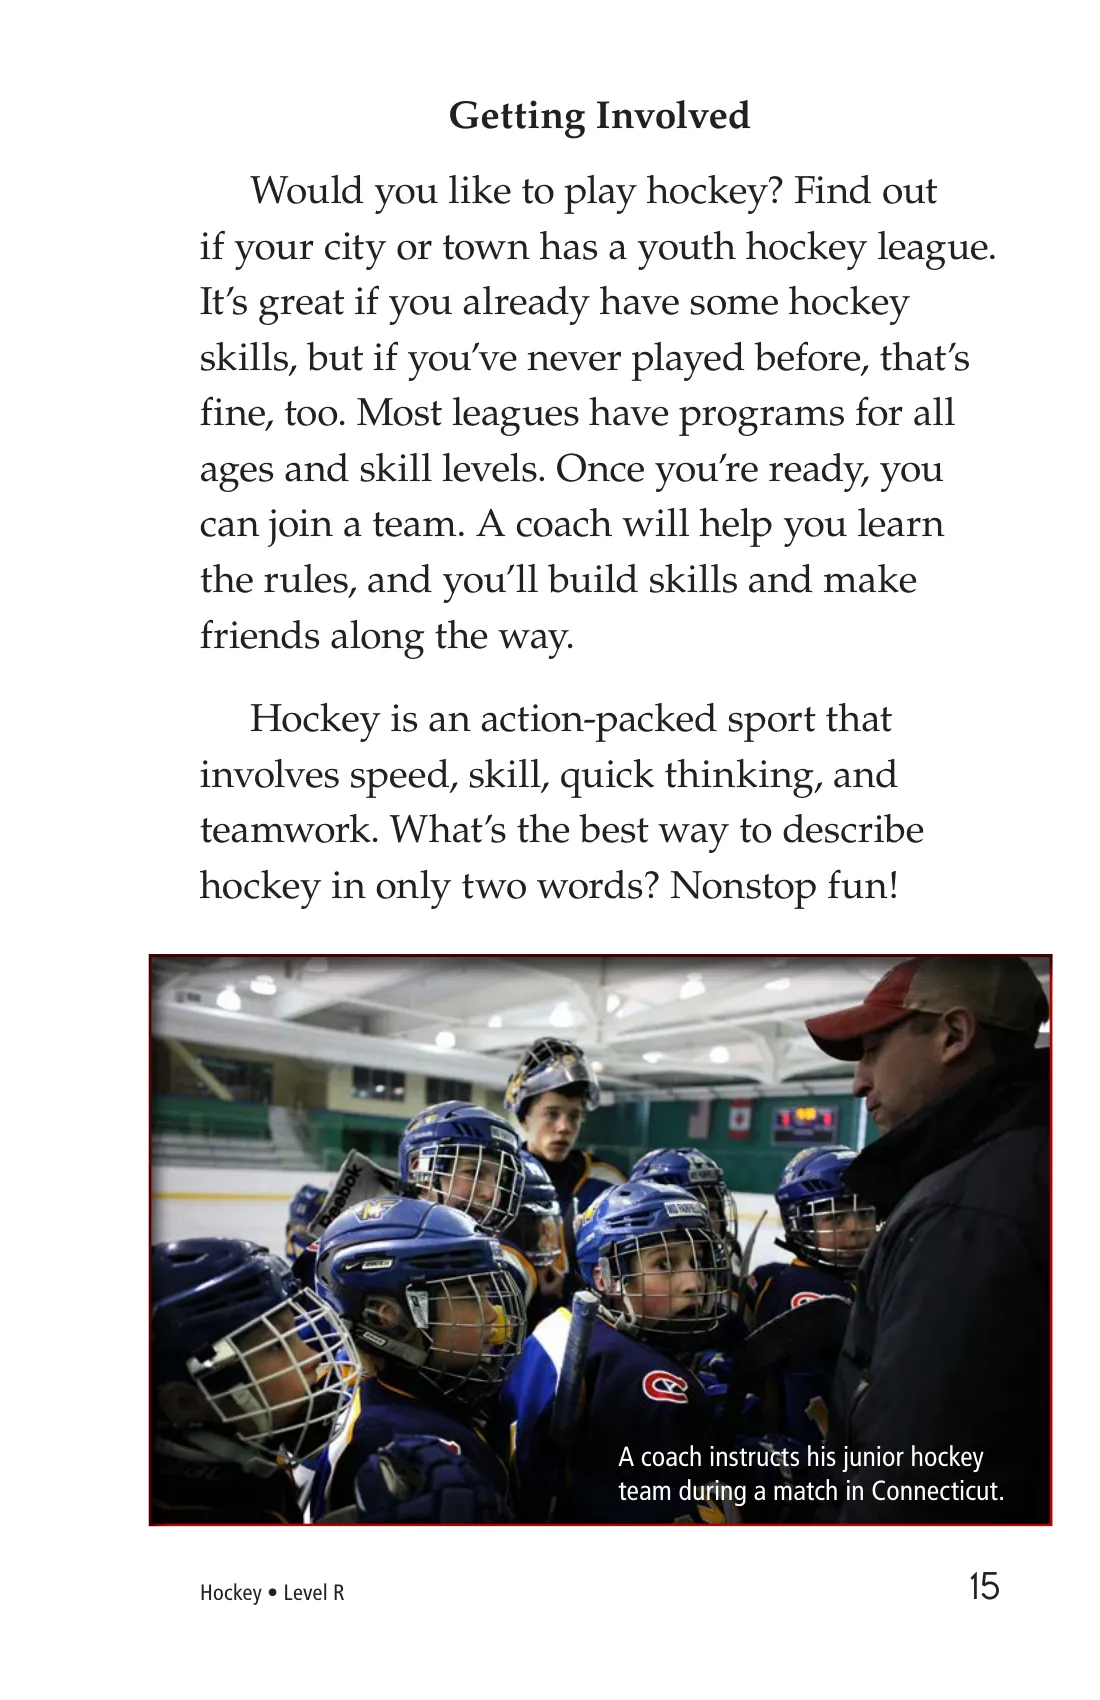 Getting Involved
Would you like to play hockey? Find out
if your city or town has a youth hockey league.
It’s great if you already have some hockey
skills, but if you’ve never played before, that’s
fine, too. Most leagues have programs for all
ages and skill levels. Once you’re ready, you
can join a team. A coach will help you learn
the rules, and you’ll build skills and make
friends along the way.
Hockey is an action-packed sport that
involves speed, skill, quick thinking, and
teamwork. What’s the best way to describe
hockey in only two words? Nonstop fun!
Reebok
MID FAIRFIELD
A coach instructs his junior hockey
team during a match in Connecticut.
Hockey • Level R
15